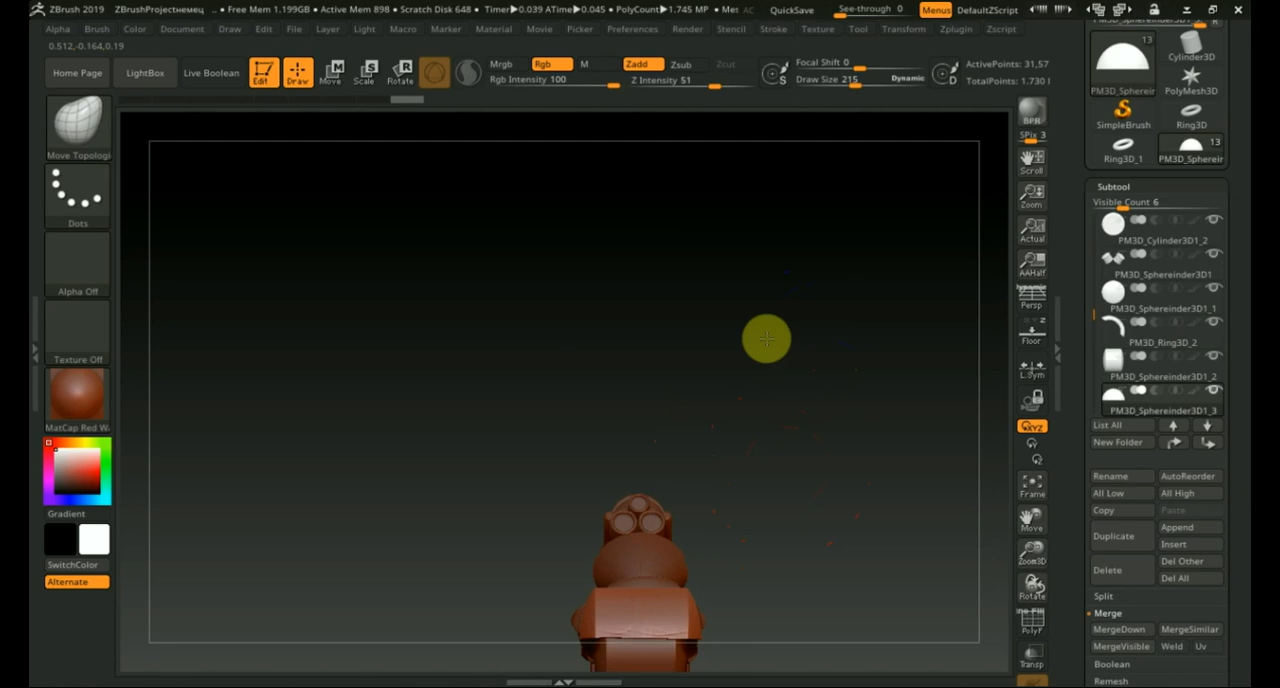 ZBrush 2019 ZBrushProjectнемец .. • Free Mem 1.199GB • Active Mem 898 • Scratch Disk 648 • Timer▶0.039 ATime▶0.045 • PolyCount▶1.745 MP • Me: AC QuickSave See-through 0 Menus DefaultZScript
Alpha Brush Color Document Draw Edit File Layer Light Macro Marker Material Movie Picker Preferences Render Stencil Stroke Texture Tool Transform Zplugin Zscript
0.512,-0.164,0.19
Home Page LightBox Live Boolean Edit Draw Move Scale Rotate
Mrgb Rgb M Zadd Zsub Zcut
Rgb Intensity 100 Z Intensity 51
S Focal Shift 0
Draw Size 215 Dynamic D
ActivePoints: 31,57
TotalPoints: 1.730 I
Move Topologi
Dots
Alpha Off
Texture Off
MatCap Red W
Gradient
SwitchColor
Alternate
BPR
SPix 3
Scroll
Zoom
Actual
AAHalf
Dynamic
Persp
Floor
L.Sym
XYZ
Frame
Move
Zoom3D
Rotate
PolyF
Transp
13
Cylinder3D
PM3D_Sphereir PolyMesh3D
SimpleBrush Ring3D
13
Ring3D_1 PM3D_Sphereir
Subtool
Visible Count 6
PM3D_Cylinder3D1_2
PM3D_Sphereinder3D1
PM3D_Sphereinder3D1_1
PM3D_Ring3D_2
PM3D_Sphereinder3D1_2
PM3D_Sphereinder3D1_3
List All
New Folder
Rename AutoReorder
All Low All High
Copy Paste
Duplicate Append
Insert
Delete Del Other
Del All
Split
Merge
MergeDown MergeSimilar
MergeVisible Weld Uv
Boolean
Remesh